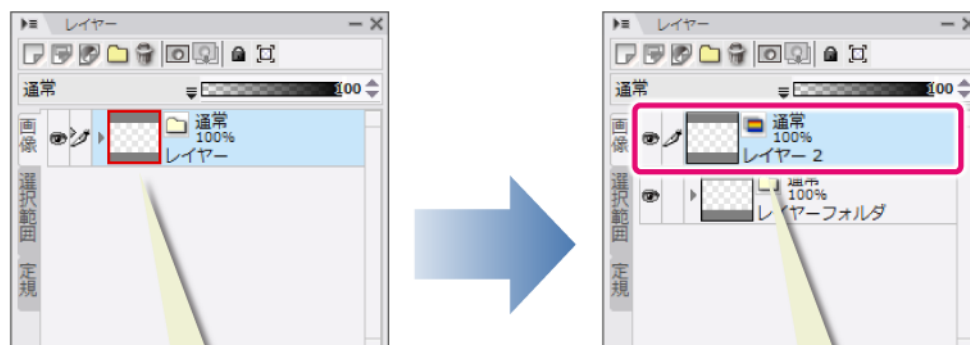 レイヤー
通常
100
画像
選択範囲
定規
通常
100%
レイヤー
レイヤー
通常
100
画像
選択範囲
定規
通常
100%
レイヤー 2
通常
100%
レイヤーフォルダ